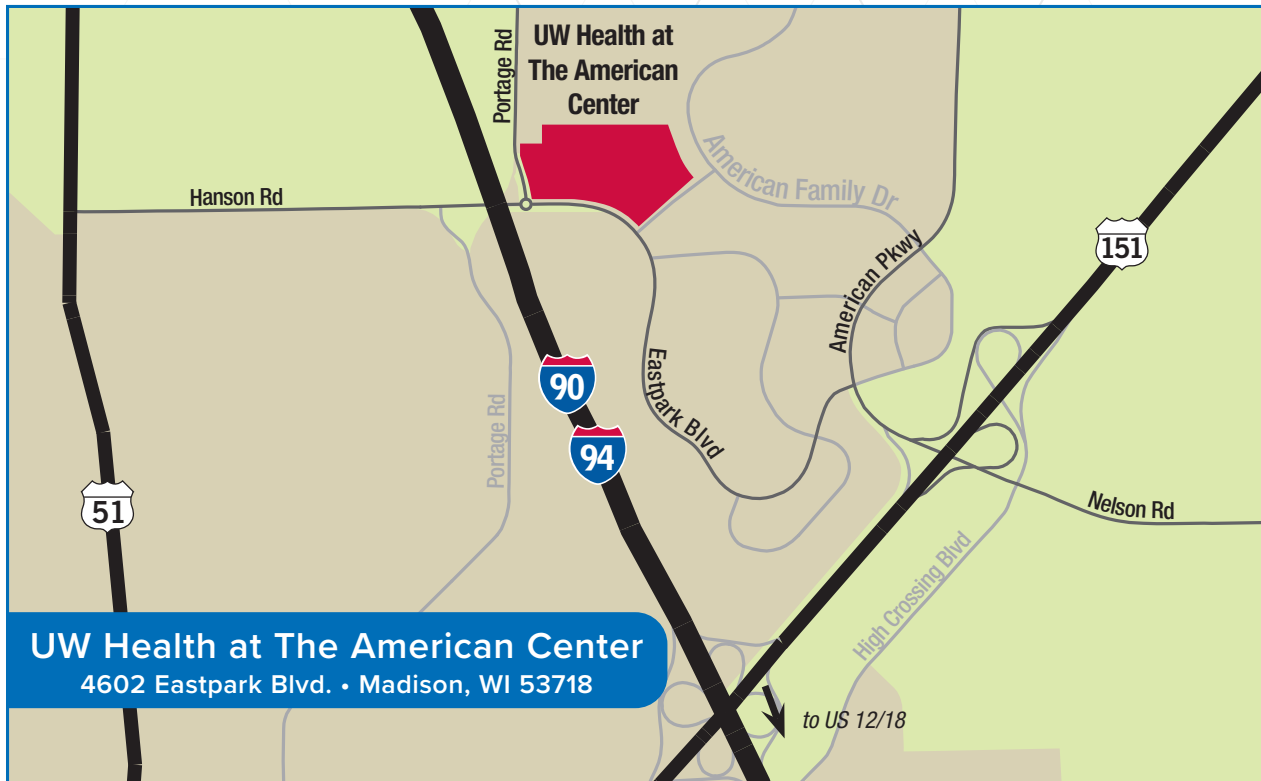 UW Health at
The American
Center
Portage Rd
Hanson Rd
American Family Dr
American Pkwy
151
90
94
Eastpark Blvd
Portage Rd
51
Nelson Rd
High Crossing Blvd
UW Health at The American Center
4602 Eastpark Blvd. • Madison, WI 53718
to US 12/18